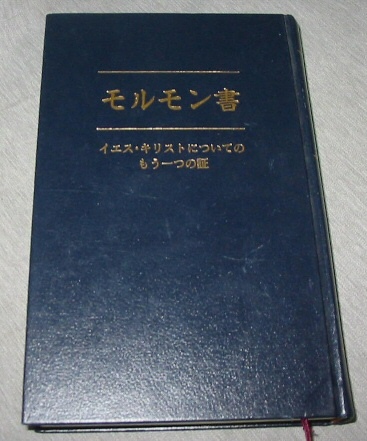 モルモン書
イエス・キリストについての
もう一つの証